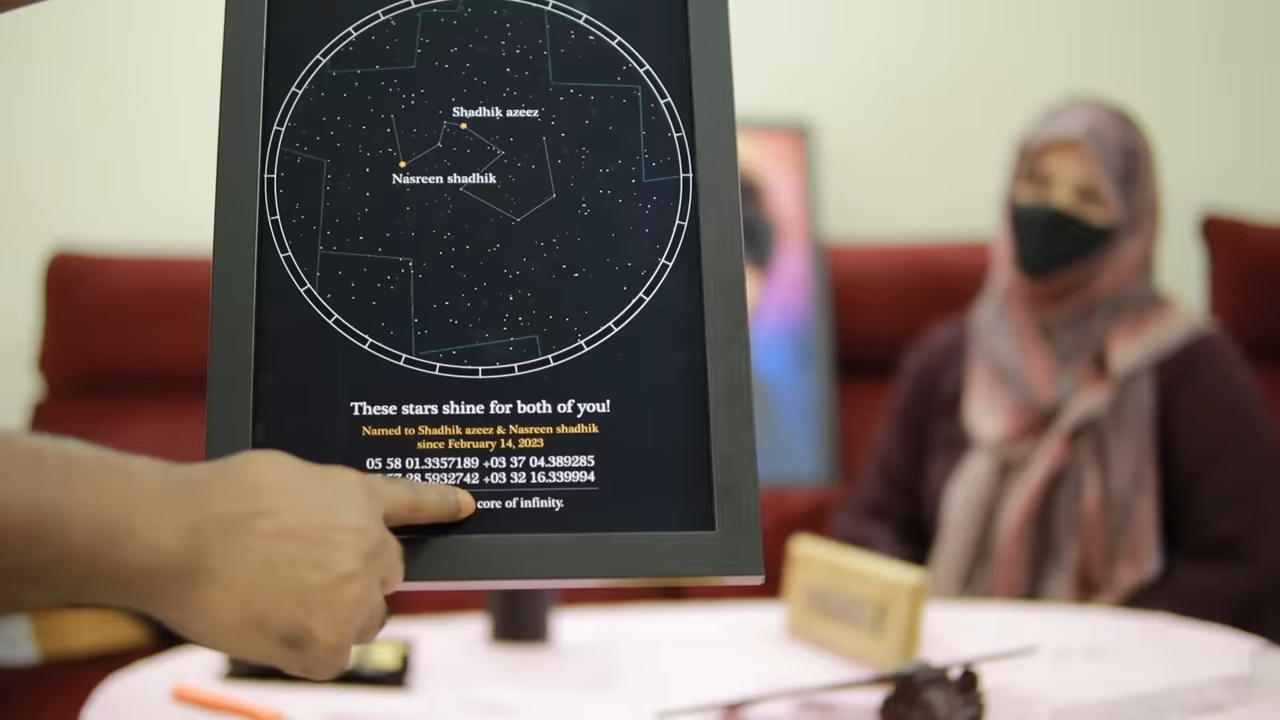 Shadhik azeez
Nasreen shadhik
These stars shine for both of you!
Named to Shadhik azeez & Nasreen shadhik
since February 14, 2023
05 58 01.3357189 +03 37 04.389285
28.5932742 +03 32 16.339994
core of infinity.